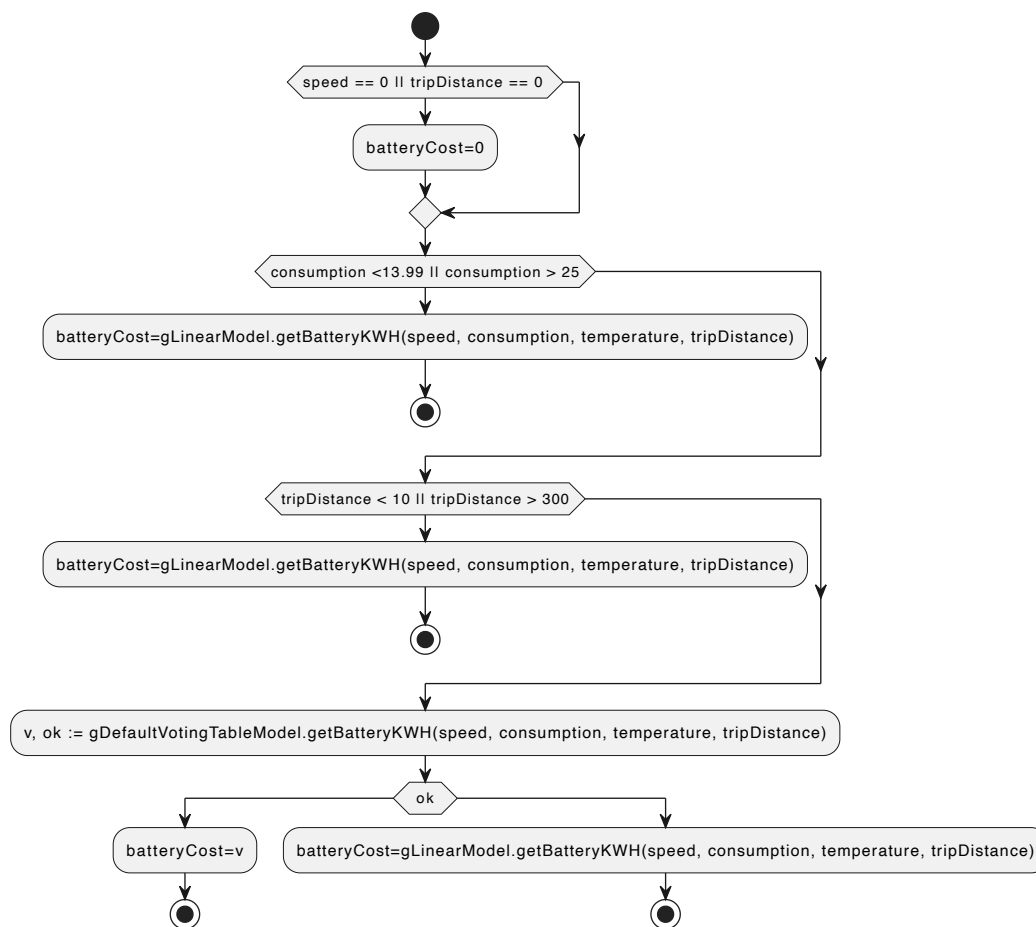 speed == 0 || tripDistance == 0
batteryCost=0
consumption <13.99 || consumption > 25
batteryCost=gLinearModel.getBatteryKWH(speed, consumption, temperature, tripDistance)
tripDistance < 10 || tripDistance > 300
batteryCost=gLinearModel.getBatteryKWH(speed, consumption, temperature, tripDistance)
v, ok := gDefaultVotingTableModel.getBatteryKWH(speed, consumption, temperature, tripDistance)
ok
batteryCost=v
batteryCost=gLinearModel.getBatteryKWH(speed, consumption, temperature, tripDistance)